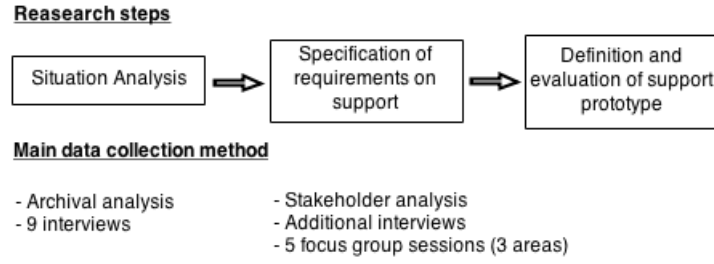 Reasearch steps
Situation Analysis
Specification of
requirements on
support
Definition and
evaluation of support
prototype
Main data collection method
- Archival analysis
- 9 interviews
- Stakeholder analysis
- Additional interviews
- 5 focus group sessions (3 areas)